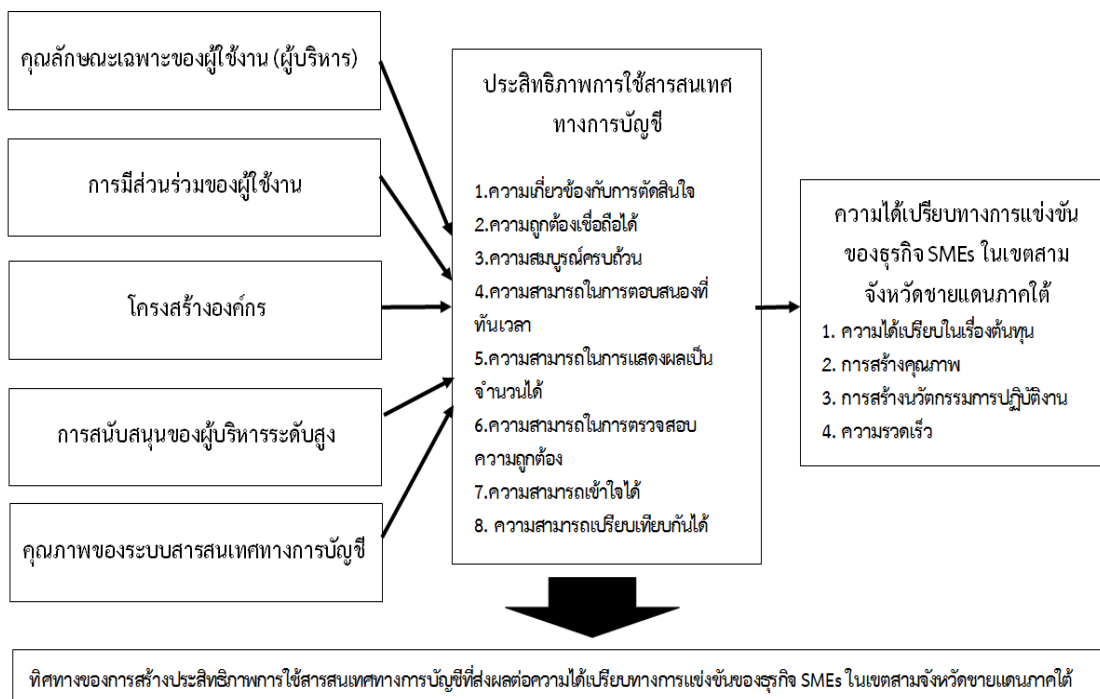 คุณลักษณะเฉพาะของผู้ใช้งาน (ผู้บริหาร)
การมีส่วนร่วมของผู้ใช้งาน
โครงสร้างองค์กร
การสนับสนุนของผู้บริหารระดับสูง
คุณภาพของระบบสารสนเทศทางการบัญชี
ประสิทธิภาพการใช้สารสนเทศ
ทางการบัญชี
1.ความเกี่ยวข้องกับการตัดสินใจ
2.ความถูกต้องเชื่อถือได้
3.ความสมบูรณ์ครบถ้วน
4.ความสามารถในการตอบสนองที่
ทันเวลา
5.ความสามารถในการแสดงผลเป็น
จำนวนได้
6.ความสามารถในการตรวจสอบ
ความถูกต้อง
7.ความสามารถเข้าใจได้
8. ความสามารถเปรียบเทียบกันได้
ความได้เปรียบทางการแข่งขัน
ของธุรกิจ SMEs ในเขตสาม
จังหวัดชายแดนภาคใต้
1. ความได้เปรียบในเรื่องต้นทุน
2. การสร้างคุณภาพ
3. การสร้างนวัตกรรมการปฏิบัติงาน
4. ความรวดเร็ว
ทิศทางของการสร้างประสิทธิภาพการใช้สารสนเทศทางการบัญชีที่ส่งผลต่อความได้เปรียบทางการแข่งขันของธุรกิจ SMEs ในเขตสามจังหวัดชายแดนภาคใต้